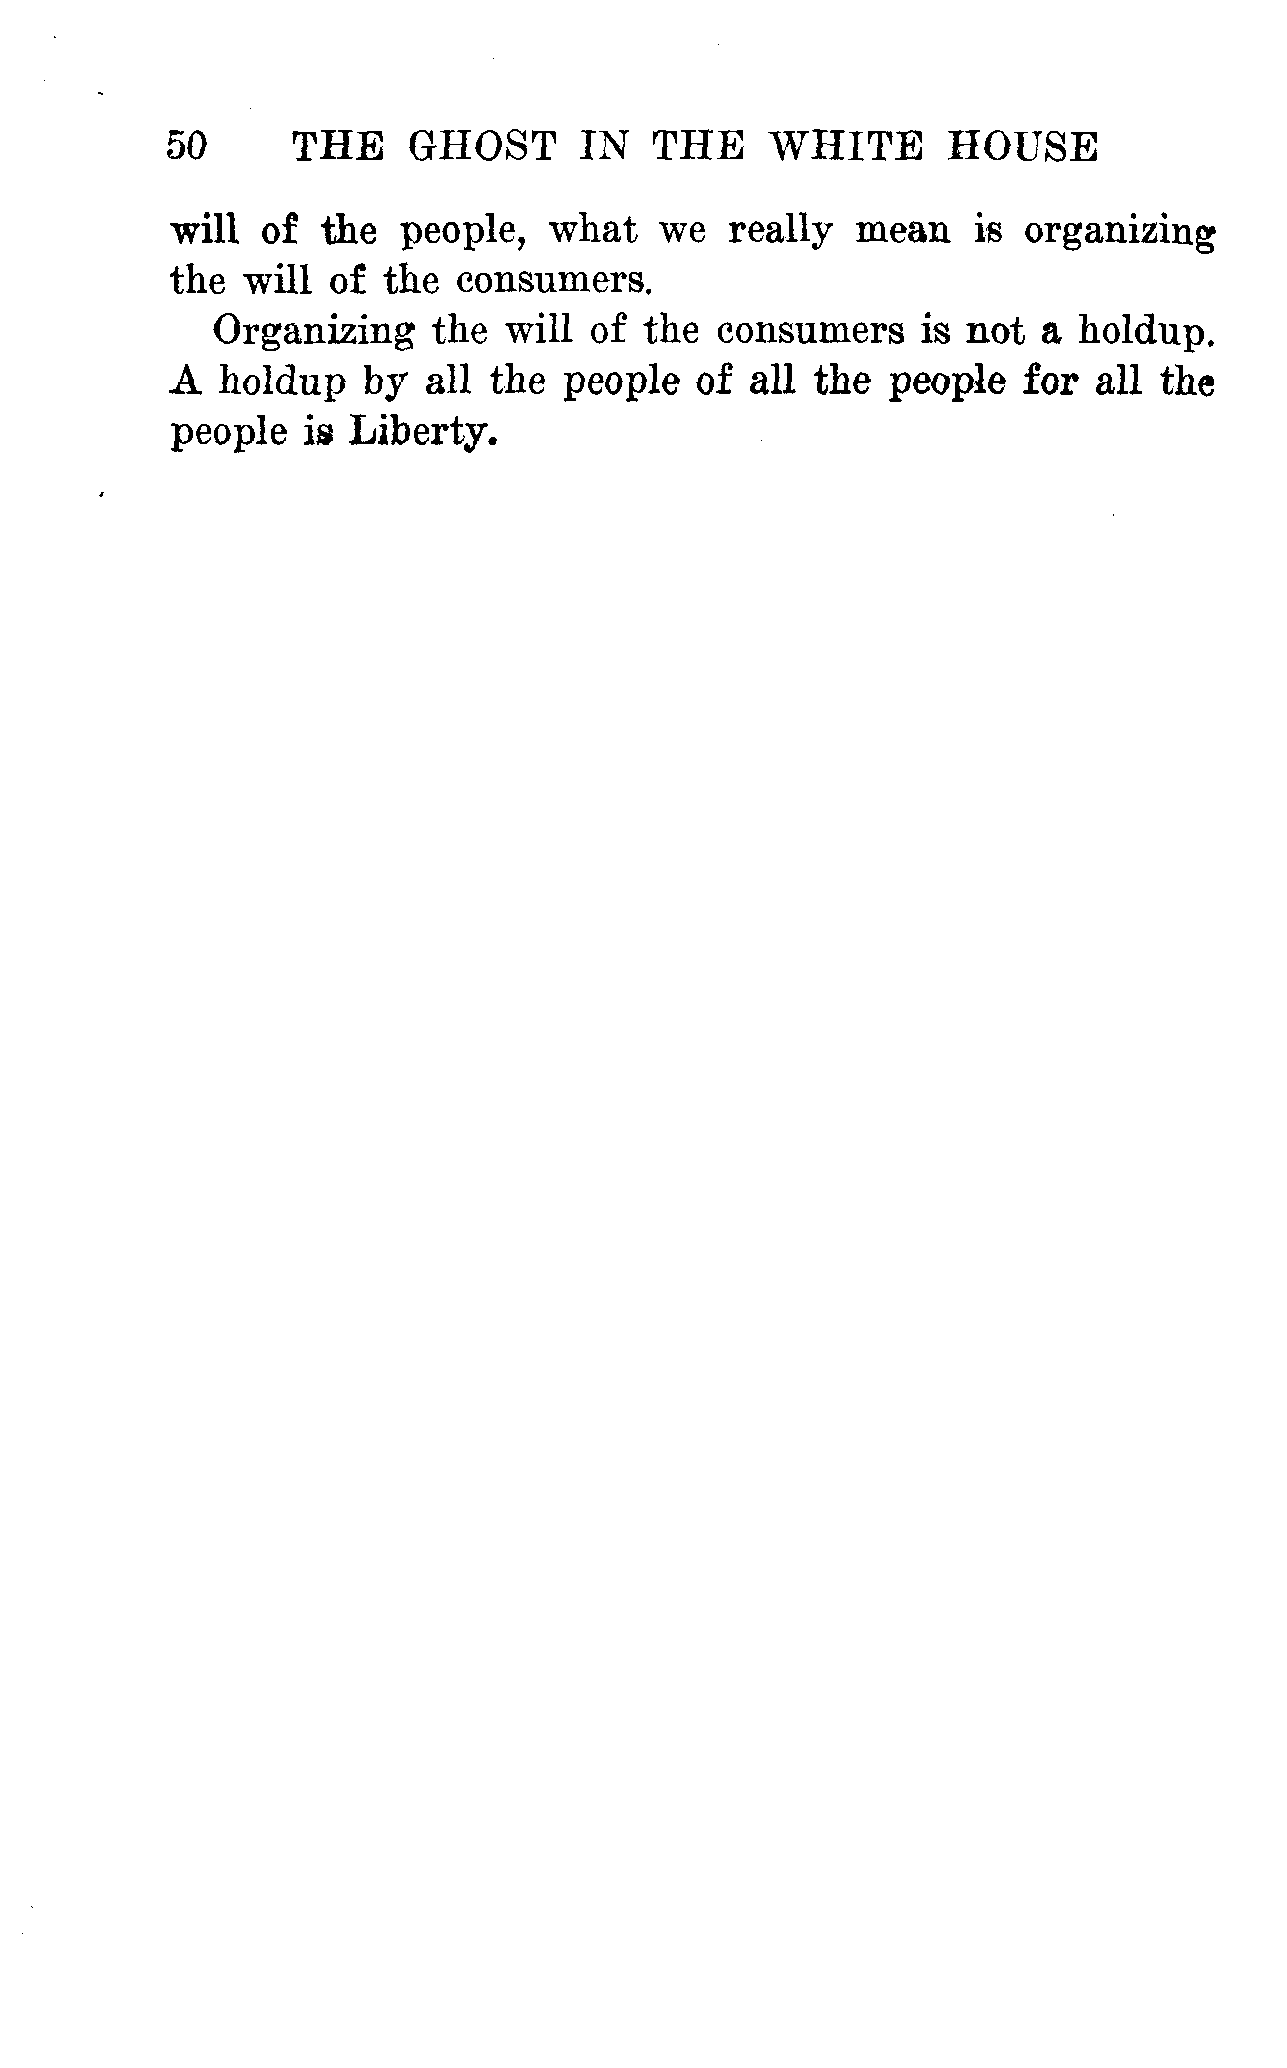 50 THE GHOST IN THE WHITE HOUSE
will of the people, what we really mean is organizing
the will of the consumers.
Organizing the will of the consumers is not a holdup.
A holdup by all the people of all the people for all the
people is Liberty.